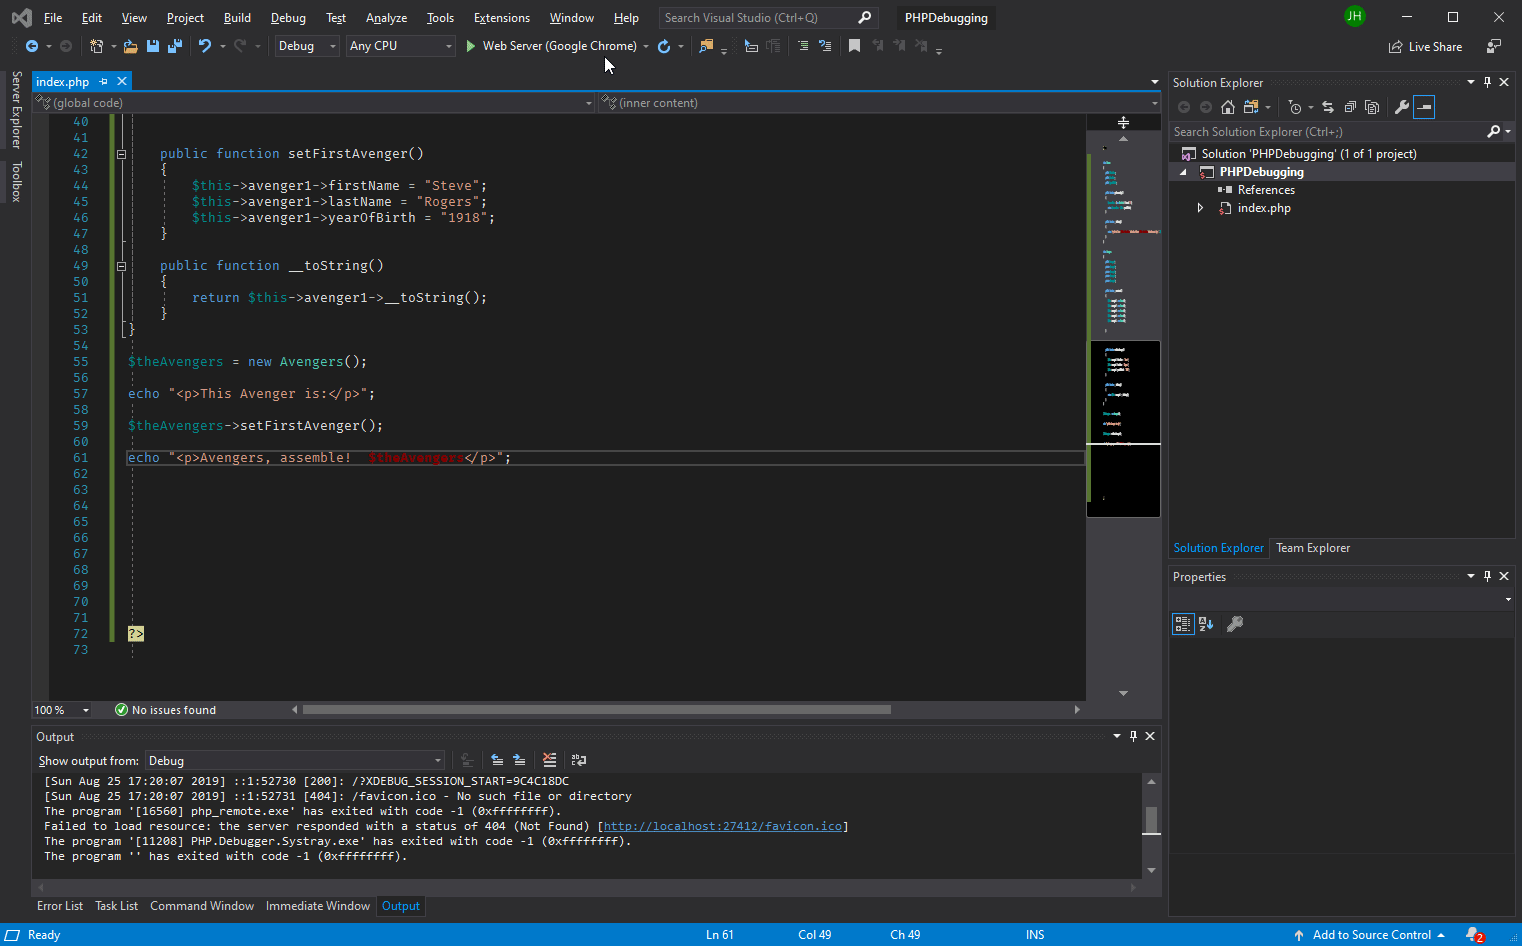 File Edit View Project Build Debug Test Analyze Tools Extensions Window Help Search Visual Studio (Ctrl+Q) PHPDebugging JH
Debug Any CPU Web Server (Google Chrome) Live Share
Server Explorer
Toolbox
index.php
(global code) (inner content)
40
41
42 public function setFirstAvenger()
43 {
44 $this->avenger1->firstName = "Steve";
45 $this->avenger1->lastName = "Rogers";
46 $this->avenger1->yearOfBirth = "1918";
47 }
48
49 public function __toString()
50 {
51 return $this->avenger1->__toString();
52 }
53 }
54
55 $theAvengers = new Avengers();
56
57 echo "<p>This Avenger is:</p>";
58
59 $theAvengers->setFirstAvenger();
60
61 echo "<p>Avengers, assemble!  $theAvengers</p>";
62
63
64
65
66
67
68
69
70
71
72 ?>
73
100 % No issues found
Output
Show output from: Debug
[Sun Aug 25 17:20:07 2019] ::1:52730 [200]: /?XDEBUG_SESSION_START=9C4C18DC
[Sun Aug 25 17:20:07 2019] ::1:52731 [404]: /favicon.ico - No such file or directory
The program '[16560] php_remote.exe' has exited with code -1 (0xffffffff).
Failed to load resource: the server responded with a status of 404 (Not Found) [http://localhost:27412/favicon.ico]
The program '[11208] PHP.Debugger.Systray.exe' has exited with code -1 (0xffffffff).
The program '' has exited with code -1 (0xffffffff).
Error List Task List Command Window Immediate Window Output
Solution Explorer
Search Solution Explorer (Ctrl+;)
Solution 'PHPDebugging' (1 of 1 project)
PHPDebugging
References
index.php
Solution Explorer Team Explorer
Properties
Ready Ln 61 Col 49 Ch 49 INS Add to Source Control 2